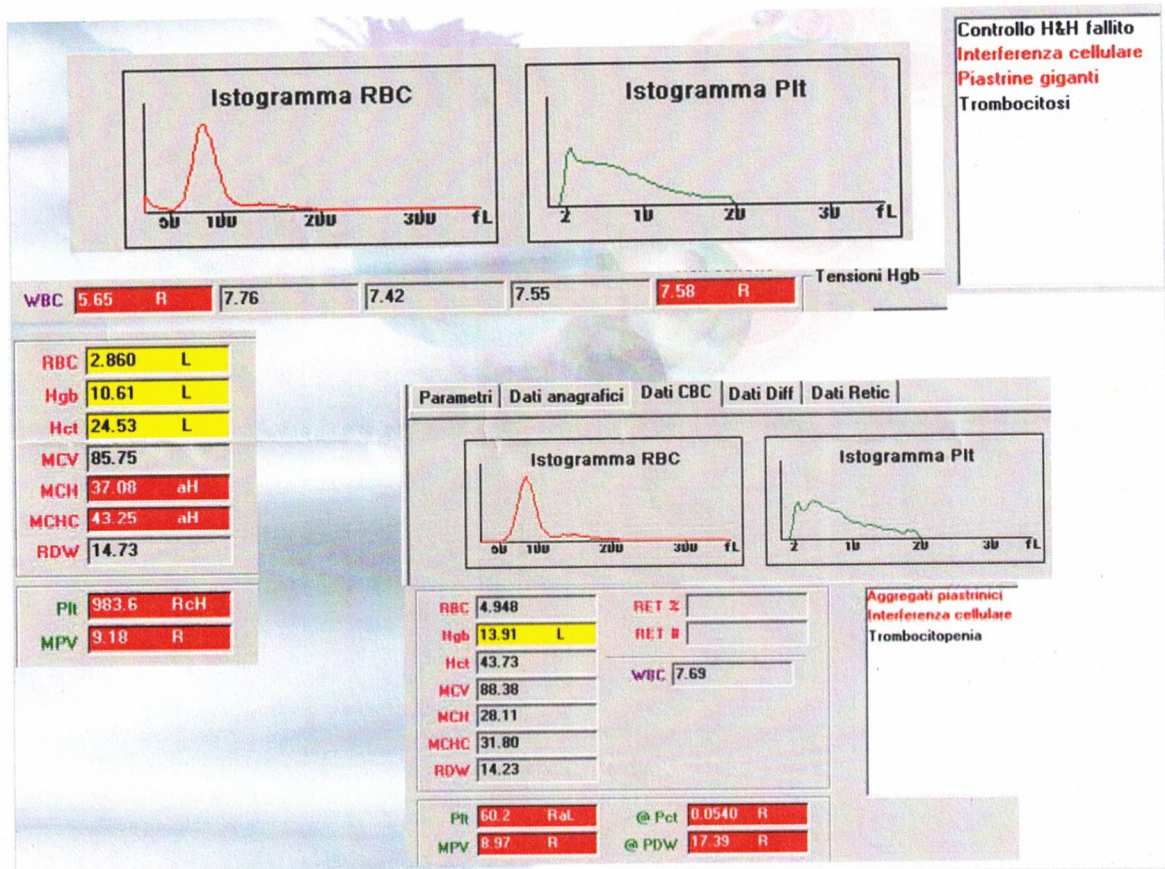 Controllo H&H fallito
Interferenza cellulare
Piastrine giganti
Trombocitosi
Istogramma RBC
50 100 200 300 fL
Istogramma Plt
2 10 20 30 fL
WBC 5.65 R 7.76 7.42 7.55 7.58 R
Tensioni Hgb
RBC 2.860 L
Hgb 10.61 L
Hct 24.53 L
MCV 85.75
MCH 37.08 aH
MCHC 43.25 aH
RDW 14.73
Plt 983.6 RcH
MPV 9.18 R
Parametri Dati anagrafici Dati CBC Dati Diff Dati Retic
Istogramma RBC
50 100 200 300 fL
Istogramma Plt
2 10 20 30 fL
RBC 4.948
Hgb 13.91 L
Hct 43.73
MCV 88.38
MCH 28.11
MCHC 31.80
RDW 14.23
RET %
RET #
WBC 7.69
Aggregati piastrinici
Interferenza cellulare
Trombocitopenia
Plt 60.2 RaL
MPV 8.97 R
@ Pct 0.0540 R
@ PDW 17.39 R